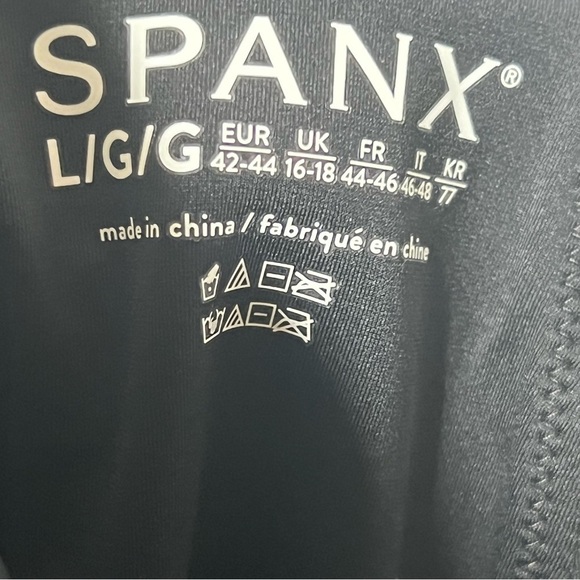 SPANX®
L/G/G EUR 42-44 UK 16-18 FR 44-46 IT 46-48 KR 77
made in china / fabriqué en chine